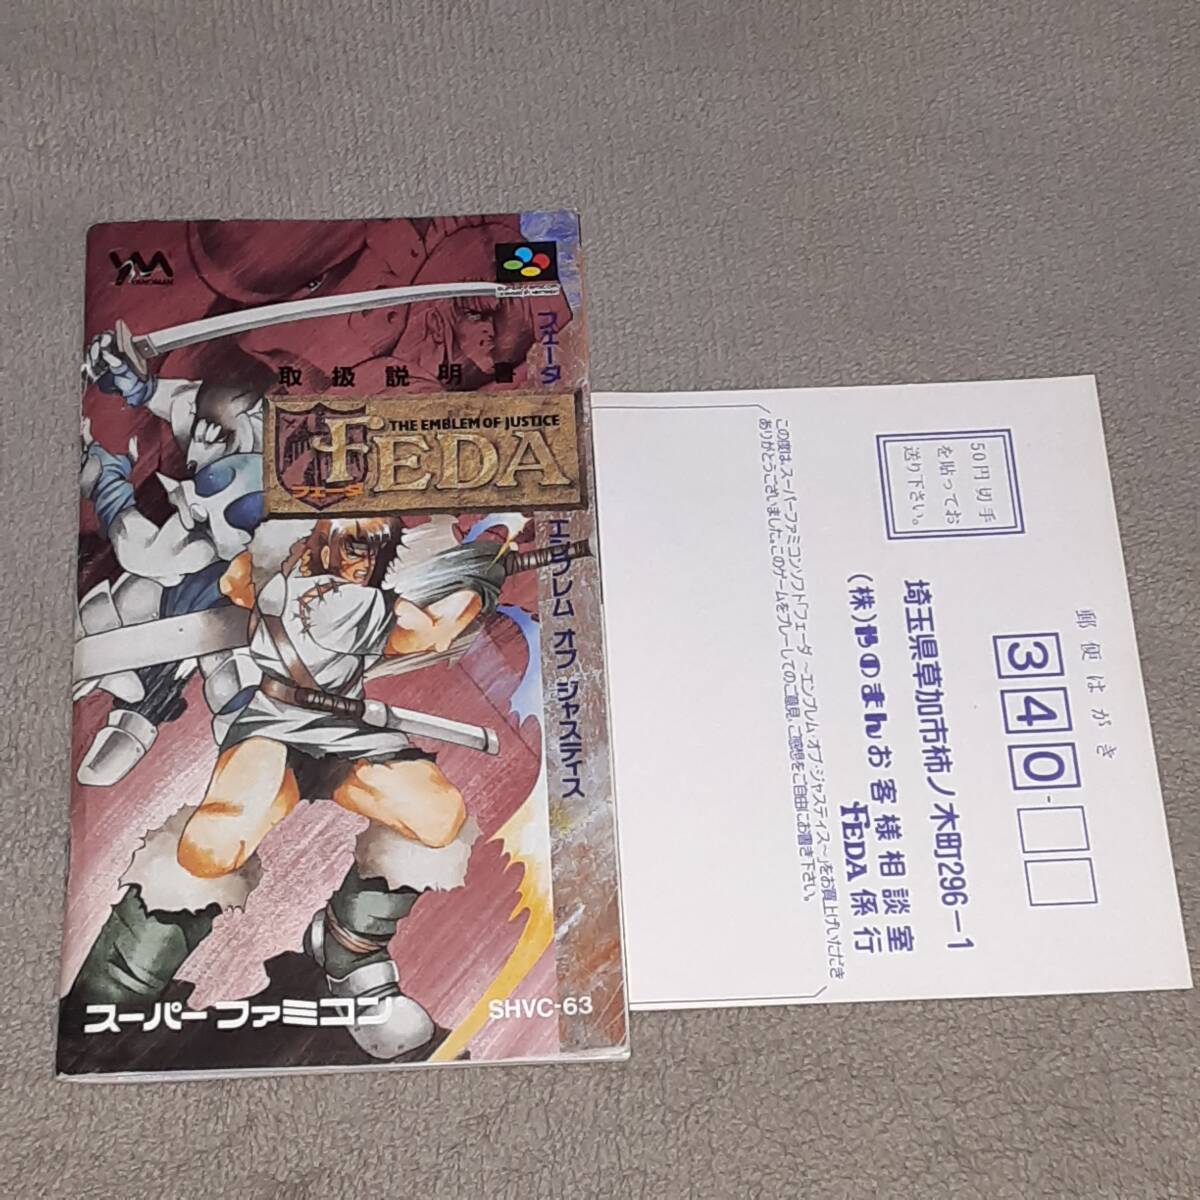 YANOMAN
取扱説明書
THE EMBLEM OF JUSTICE
FEDA
フェーダ
フェーダ エンブレム オブ ジャスティス
スーパーファミコン
SHVC-63
郵便はがき
340-
50円切手
を貼ってお
送り下さい。
埼玉県草加市柿ノ木町296-1
(株)やのまんお客様相談室
FEDA係行
この度は、スーパーファミコンソフト「フェーダ ～エンブレム・オブ・ジャスティス～」をお買上げいただき
ありがとうございました。このゲームをプレーしてのご意見、ご感想をご自由にお書き下さい。